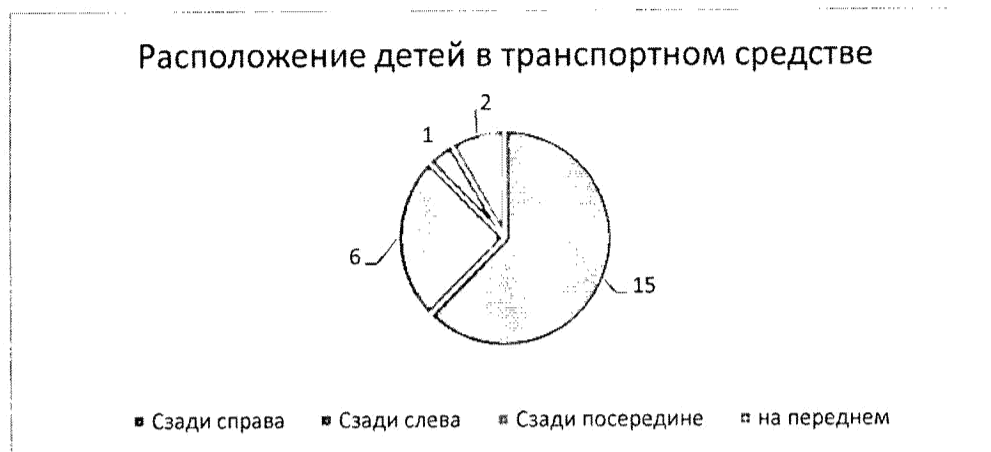 Расположение детей в транспортном средстве
2
1
6
15
Сзади справа Сзади слева Сзади посередине на переднем